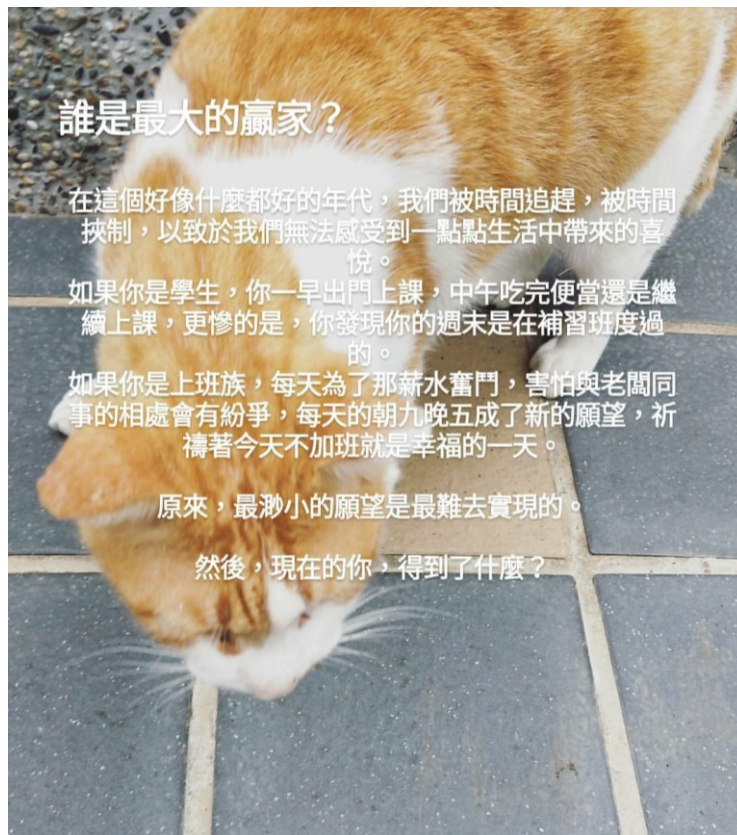 誰是最大的贏家？
在這個好像什麼都好的年代，我們被時間追趕，被時間
挾制，以致於我們無法感受到一點點生活中帶來的喜
悅。
如果你是學生，你一早出門上課，中午吃完便當還是繼
續上課，更慘的是，你發現你的週末是在補習班度過
的。
如果你是上班族，每天為了那薪水奮鬥，害怕與老闆同
事的相處會有紛爭，每天的朝九晚五成了新的願望，祈
禱著今天不加班就是幸福的一天。
原來，最渺小的願望是最難去實現的。
然後，現在的你，得到了什麼？